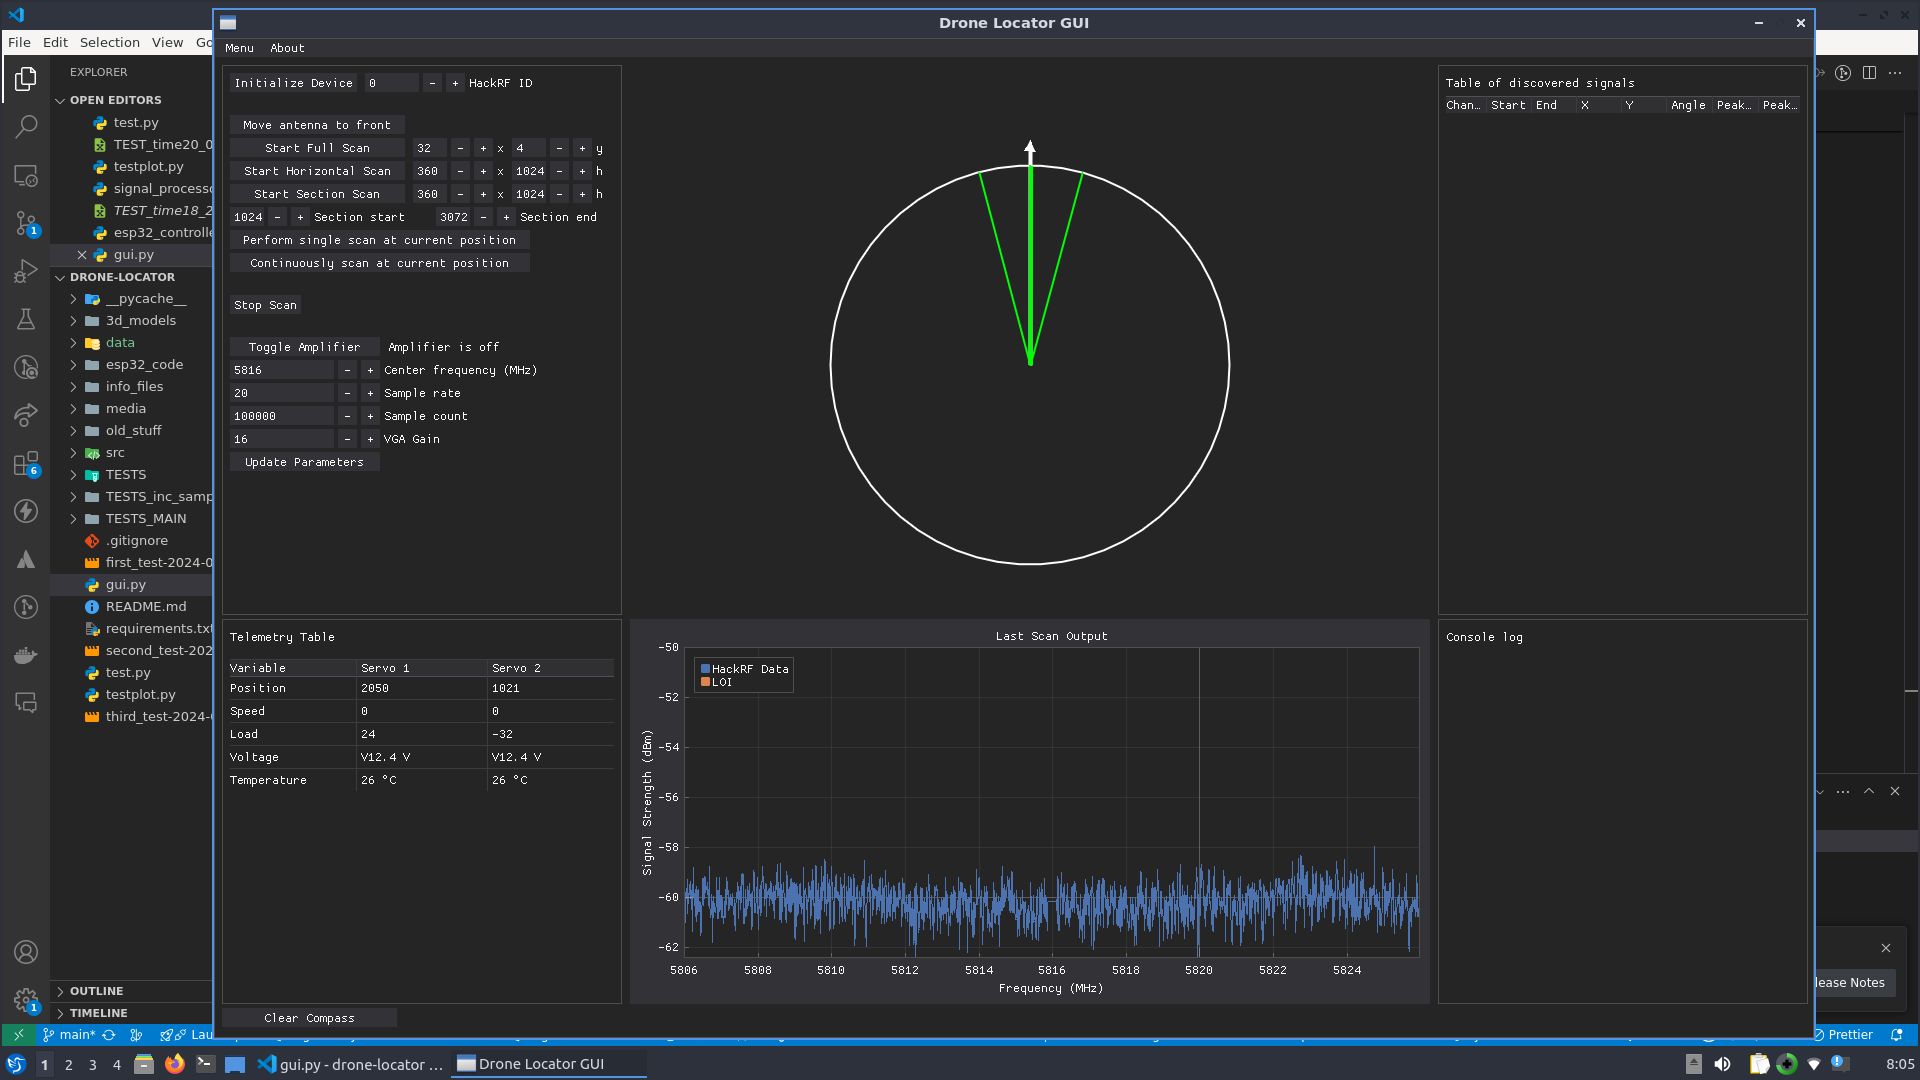 Drone Locator GUI
File Edit Selection View Go
Menu About
EXPLORER
OPEN EDITORS
test.py
TEST_time20_0
testplot.py
signal_processo
TEST_time18_2
esp32_controlle
gui.py
DRONE-LOCATOR
__pycache__
3d_models
data
esp32_code
info_files
media
old_stuff
src
TESTS
TESTS_inc_samp
TESTS_MAIN
.gitignore
first_test-2024-0
gui.py
README.md
requirements.txt
second_test-202
test.py
testplot.py
third_test-2024-
OUTLINE
TIMELINE
1
6
1
Initialize Device 0 - + HackRF ID
Move antenna to front
Start Full Scan 32 - + x 4 - + y
Start Horizontal Scan 360 - + x 1024 - + h
Start Section Scan 360 - + x 1024 - + h
1024 - + Section start 3072 - + Section end
Perform single scan at current position
Continuously scan at current position
Stop Scan
Toggle Amplifier Amplifier is off
5816 - + Center frequency (MHz)
20 - + Sample rate
100000 - + Sample count
16 - + VGA Gain
Update Parameters
Table of discovered signals
Chan… Start End X Y Angle Peak… Peak…
Telemetry Table
Variable Servo 1 Servo 2
Position 2050 1021
Speed 0 0
Load 24 -32
Voltage V12.4 V V12.4 V
Temperature 26 °C 26 °C
Last Scan Output
HackRF Data
LOI
Signal Strength (dBm)
-50
-52
-54
-56
-58
-60
-62
5806 5808 5810 5812 5814 5816 5818 5820 5822 5824
Frequency (MHz)
Console log
Clear Compass
lease Notes
main* Lau
Prettier
1 2 3 4 gui.py - drone-locator ... Drone Locator GUI 8:05